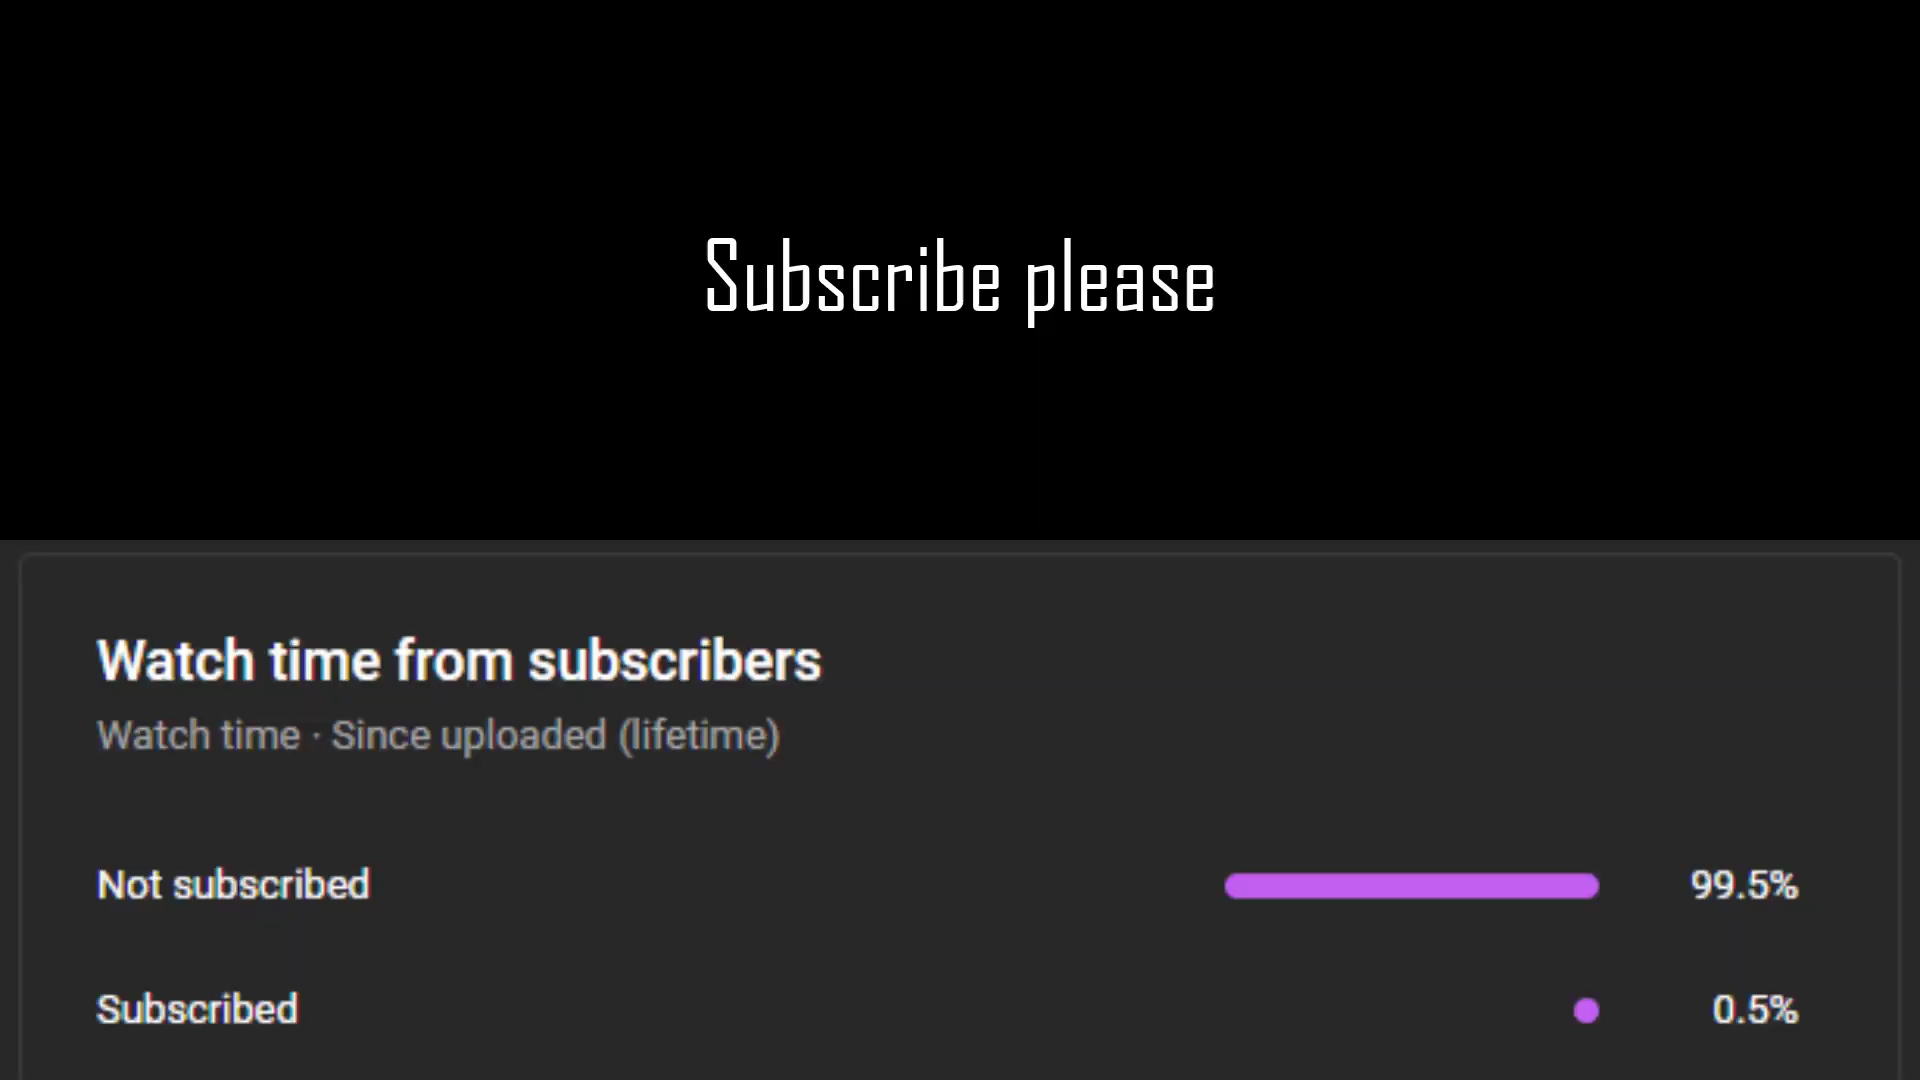 Subscribe please
Watch time from subscribers
Watch time · Since uploaded (lifetime)
Not subscribed 99.5%
Subscribed 0.5%